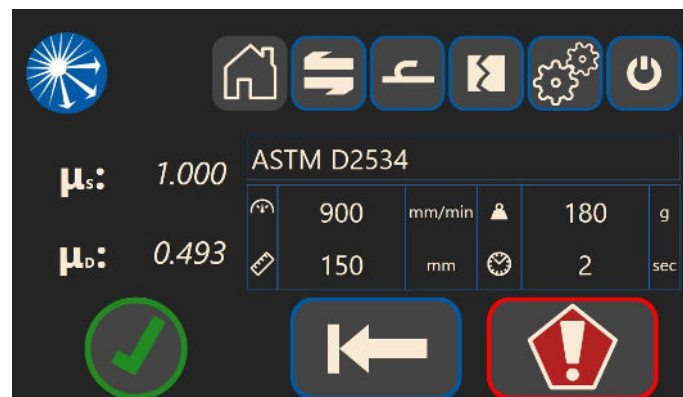 μs: 1.000
ASTM D2534
900 mm/min 180 g
μD: 0.493
150 mm 2 sec